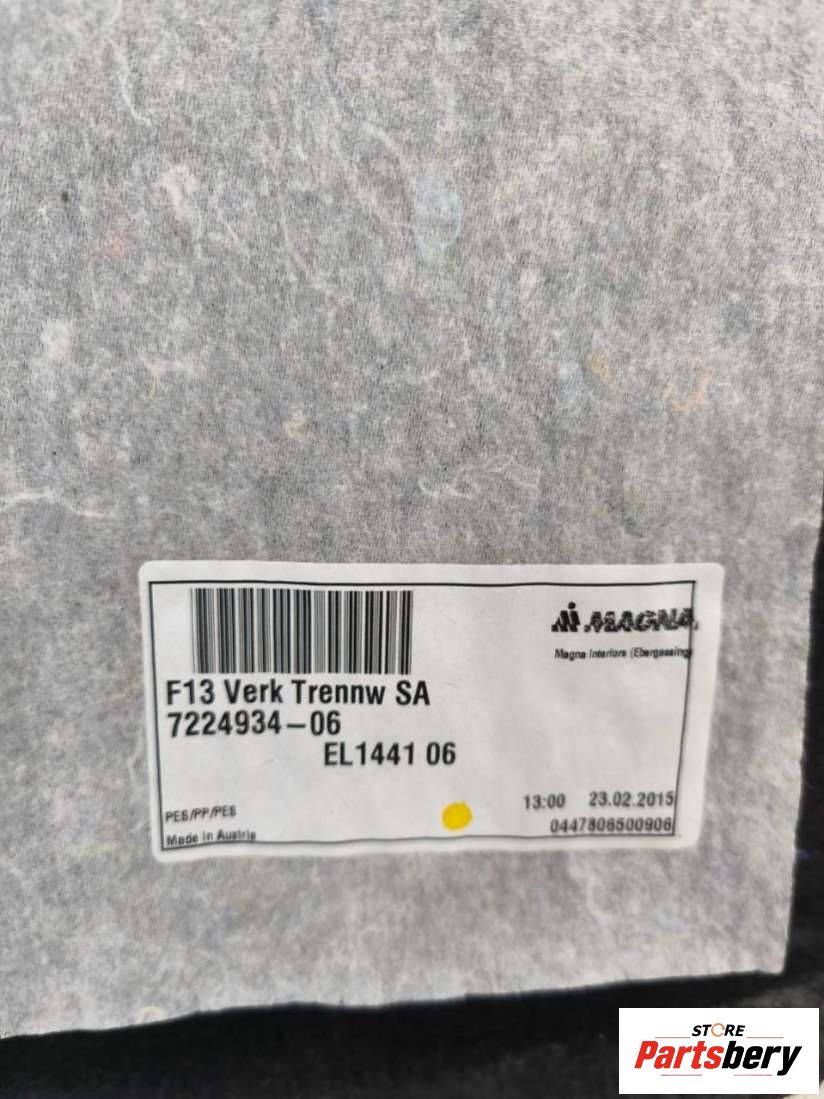 MAGNA
Magna Interiors (Ebergassing)
F13 Verk Trennw SA
7224934-06
EL1441 06
13:00 23.02.2015
PES/PP/PES
Made in Austria
0447806500906
STORE
Partsbery